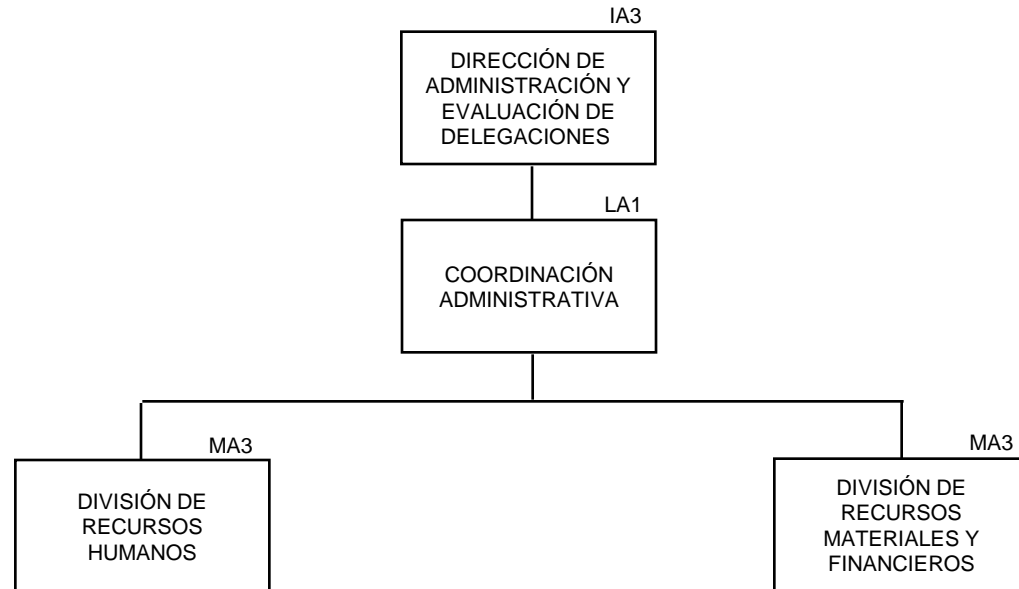 IA3
DIRECCIÓN DE
ADMINISTRACIÓN Y
EVALUACIÓN DE
DELEGACIONES
LA1
COORDINACIÓN
ADMINISTRATIVA
MA3
DIVISIÓN DE
RECURSOS
HUMANOS
MA3
DIVISIÓN DE
RECURSOS
MATERIALES Y
FINANCIEROS